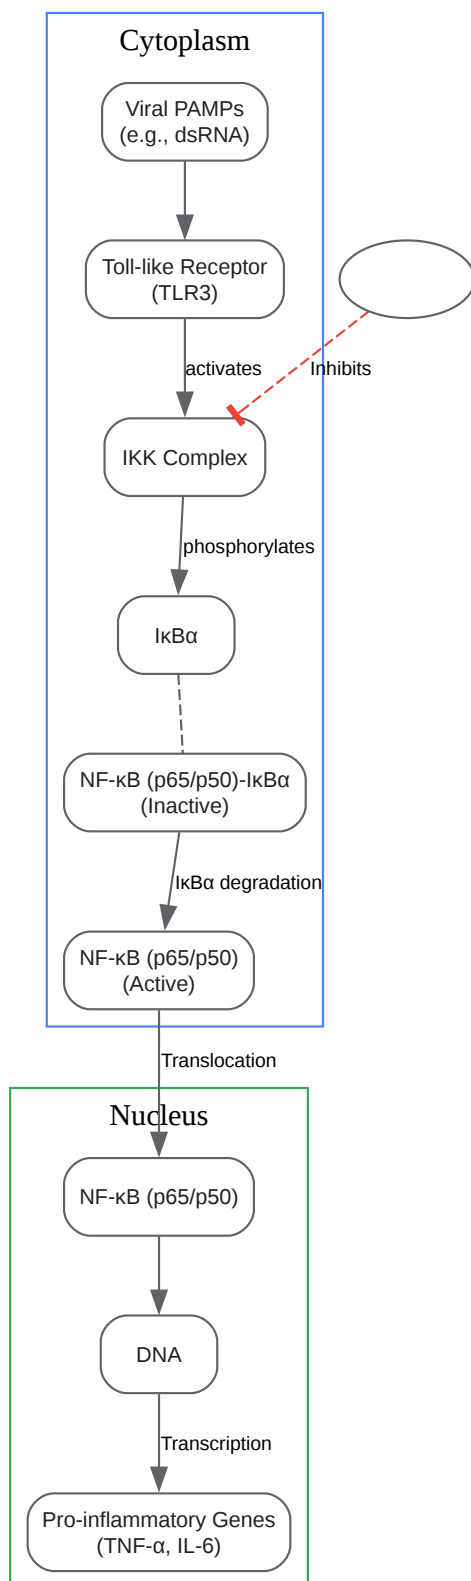 Cytoplasm
Viral PAMPs
(e.g., dsRNA)
Toll-like Receptor
(TLR3)
activates
Inhibits
IKK Complex
phosphorylates
IκBα
NF-κB (p65/p50)-IκBα
(Inactive)
IκBα degradation
NF-κB (p65/p50)
(Active)
Translocation
Nucleus
NF-κB (p65/p50)
DNA
Transcription
Pro-inflammatory Genes
(TNF-α, IL-6)